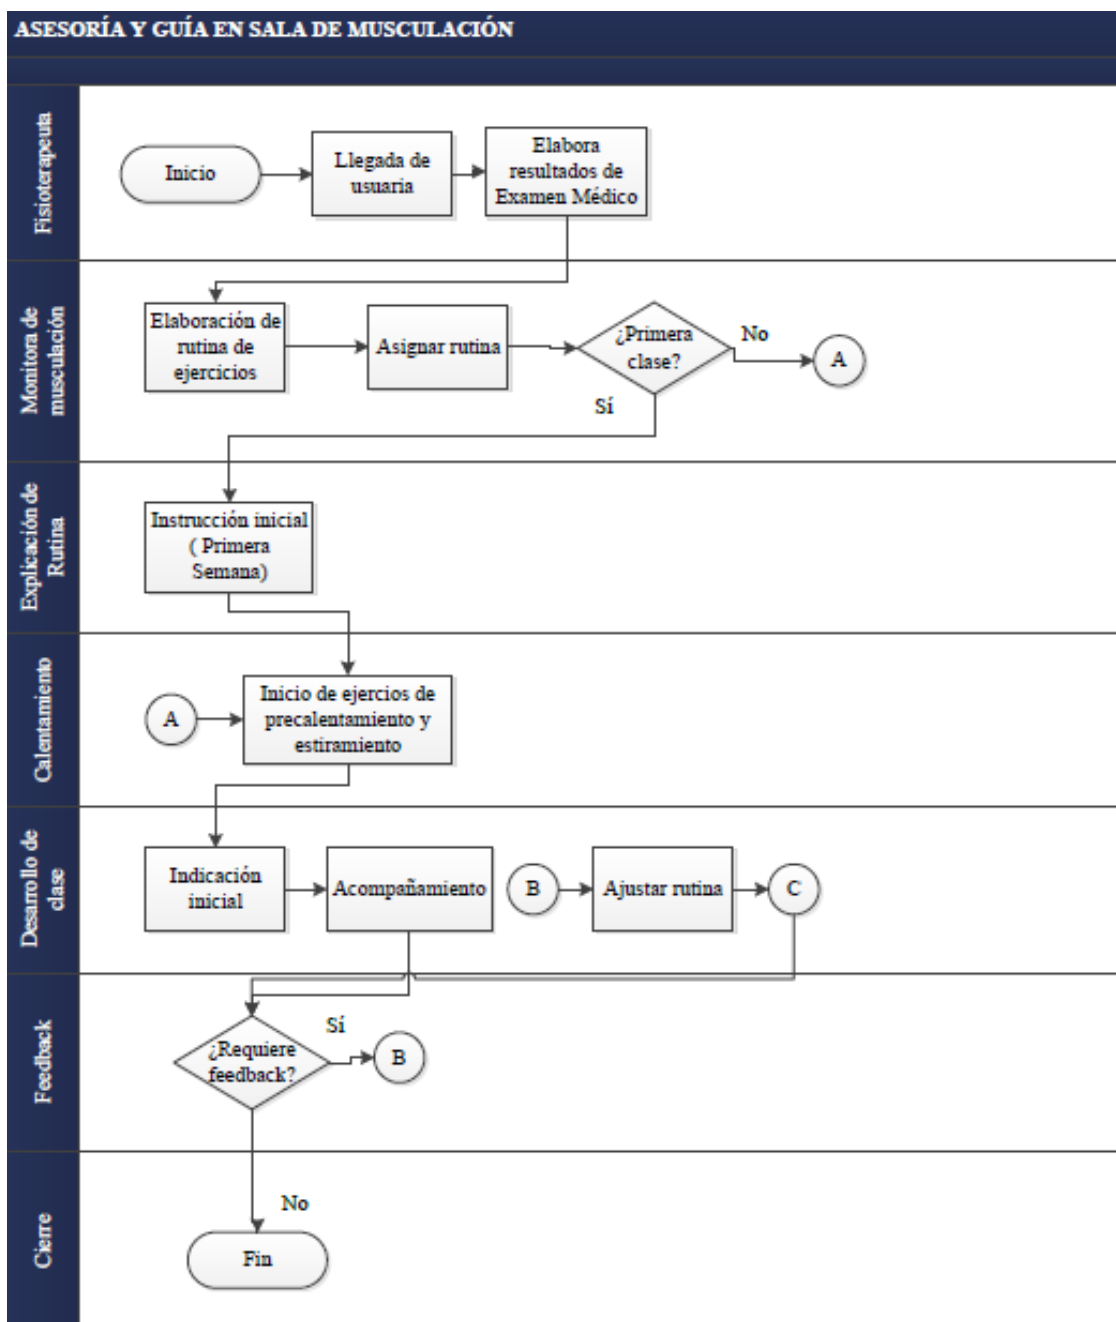 ASESORÍA Y GUÍA EN SALA DE MUSCULACIÓN
Fisioterapeuta
Inicio
Llegada de
usuaria
Elabora
resultados de
Examen Médico
Monitora de
musculación
Elaboración de
rutina de
ejercicios
Asignar rutina
¿Primera
clase?
No
A
Sí
Explicación de
Rutina
Instrucción inicial
( Primera
Semana)
Calentamiento
A
Inicio de ejercios de
precalentamiento y
estiramiento
Desarrollo de
clase
Indicación
inicial
Acompañamiento
B
Ajustar rutina
C
Feedback
¿Requiere
feedback?
Sí
B
Cierre
No
Fin